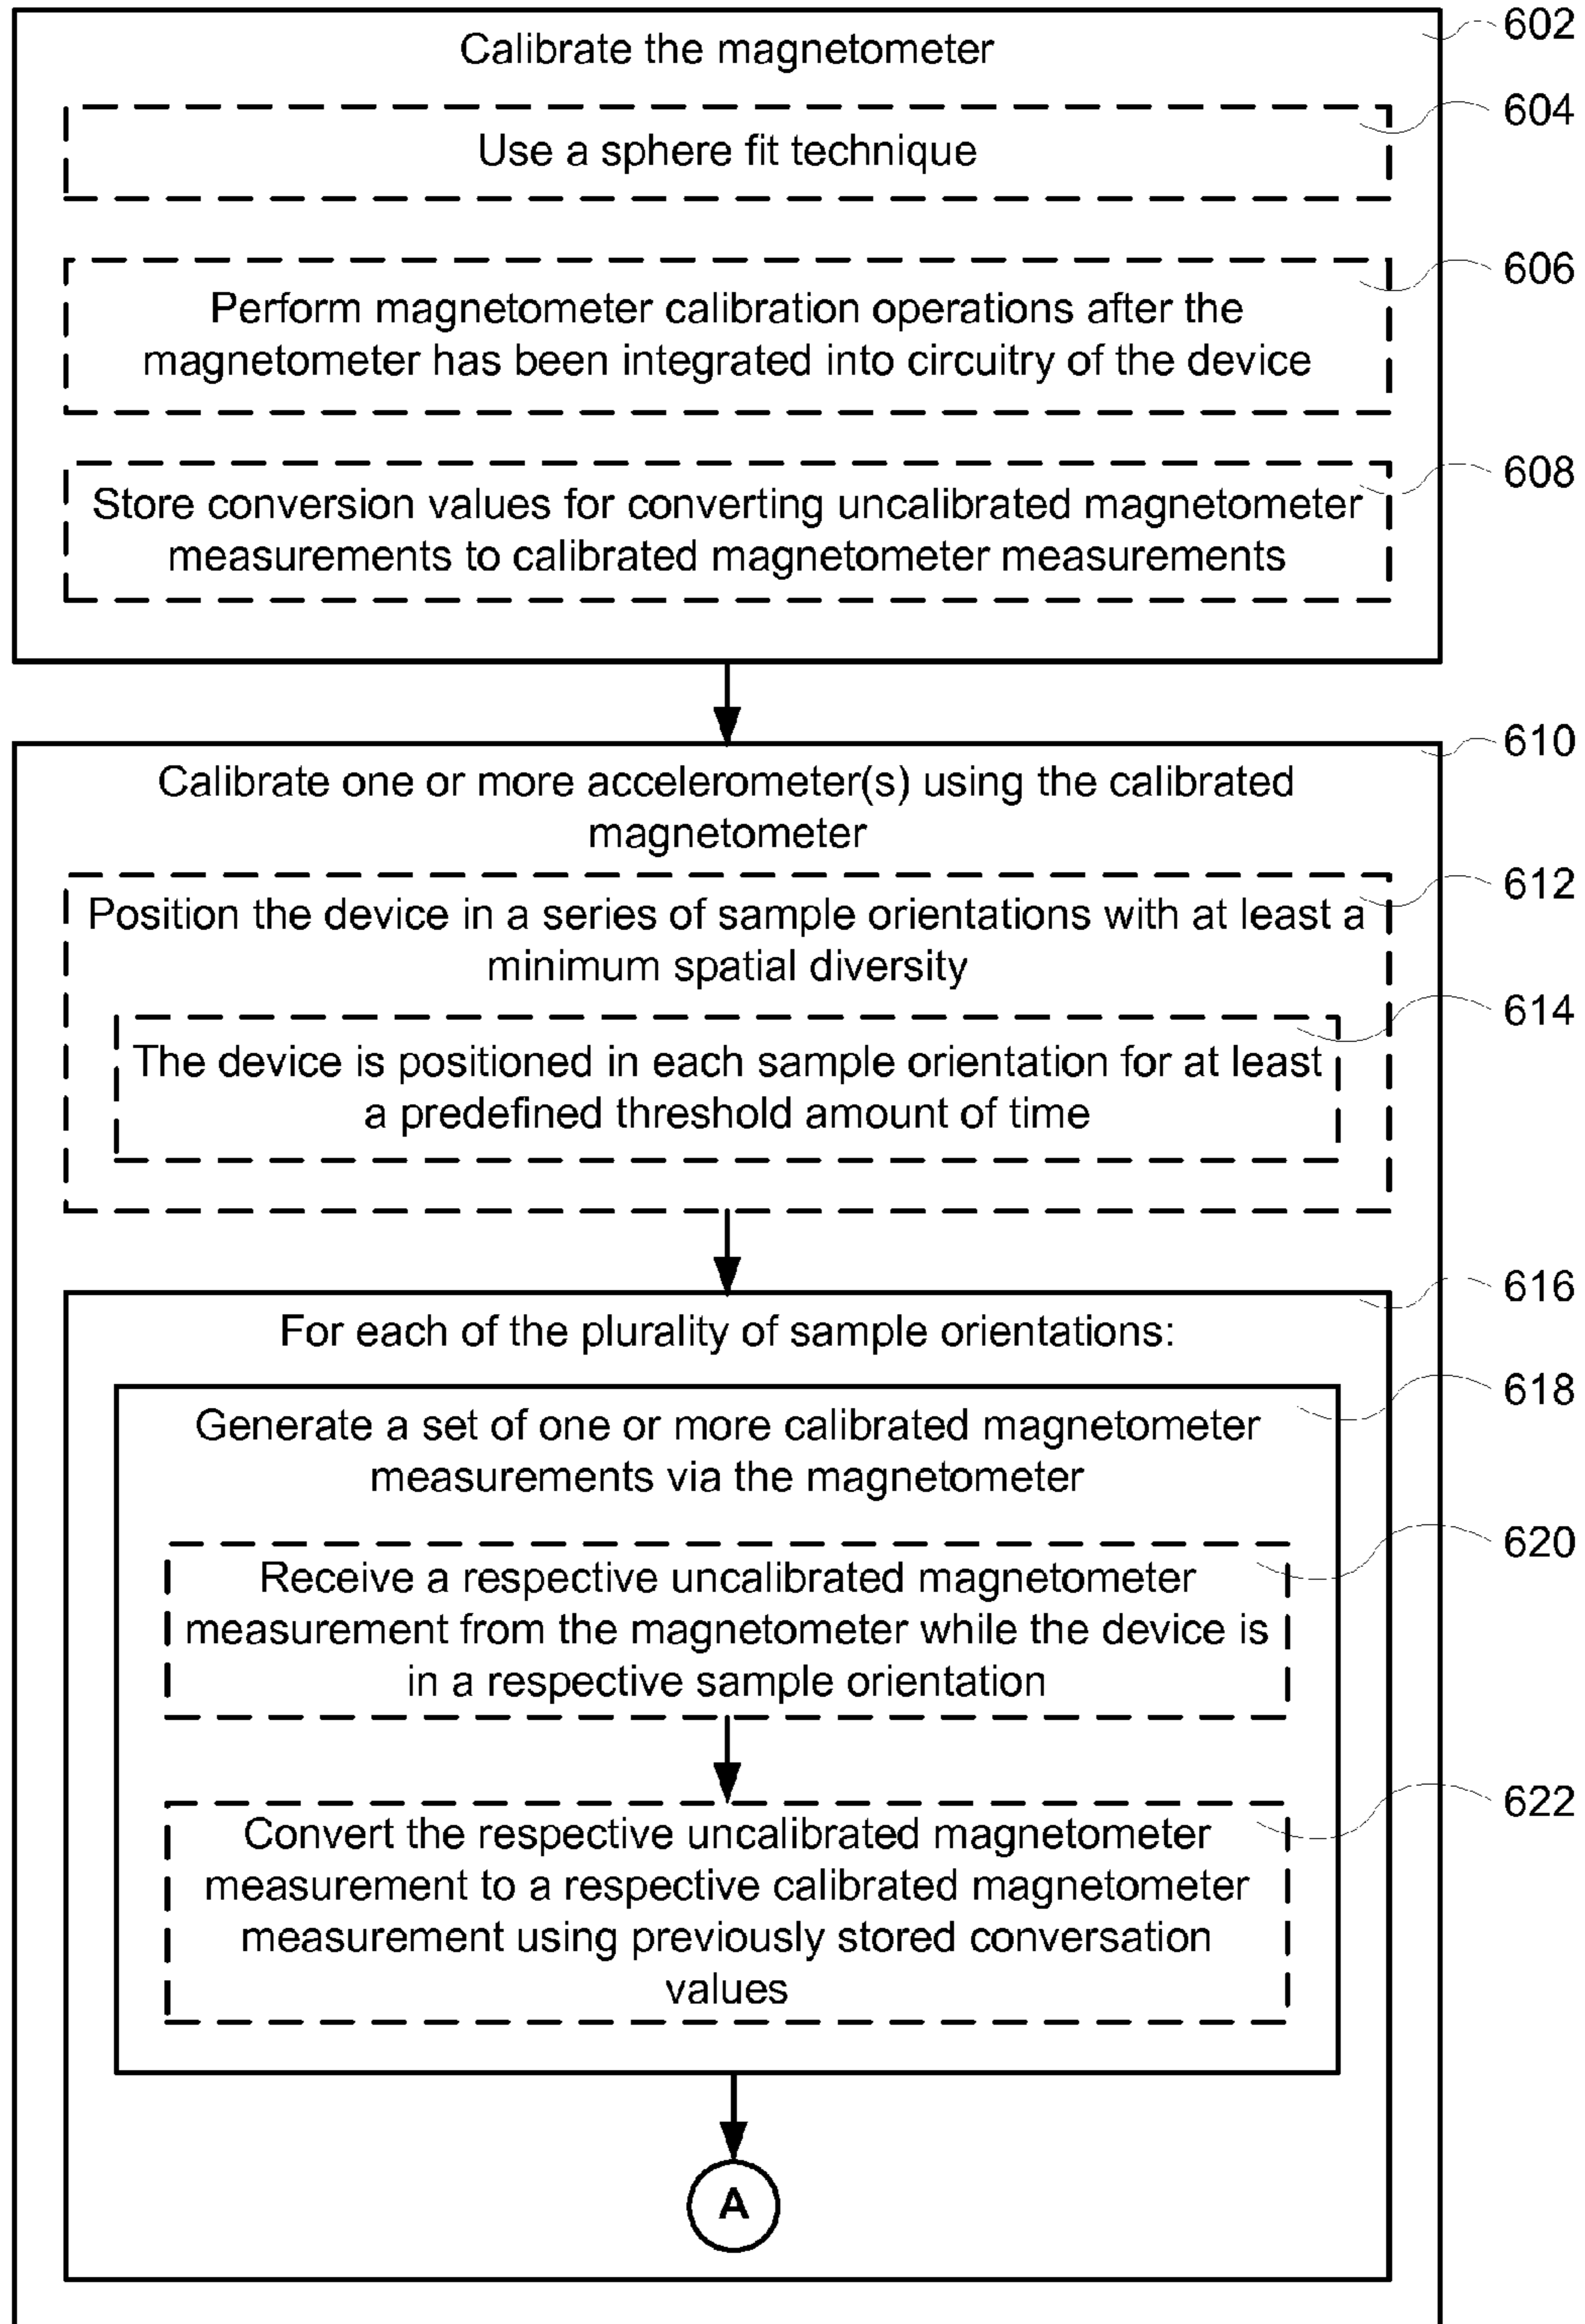 602
Calibrate the magnetometer
604
Use a sphere fit technique
606
Perform magnetometer calibration operations after the
magnetometer has been integrated into circuitry of the device
608
Store conversion values for converting uncalibrated magnetometer
measurements to calibrated magnetometer measurements
610
Calibrate one or more accelerometer(s) using the calibrated
magnetometer
612
Position the device in a series of sample orientations with at least a
minimum spatial diversity
614
The device is positioned in each sample orientation for at least
a predefined threshold amount of time
616
For each of the plurality of sample orientations:
618
Generate a set of one or more calibrated magnetometer
measurements via the magnetometer
620
Receive a respective uncalibrated magnetometer
measurement from the magnetometer while the device is
in a respective sample orientation
622
Convert the respective uncalibrated magnetometer
measurement to a respective calibrated magnetometer
measurement using previously stored conversation
values
A